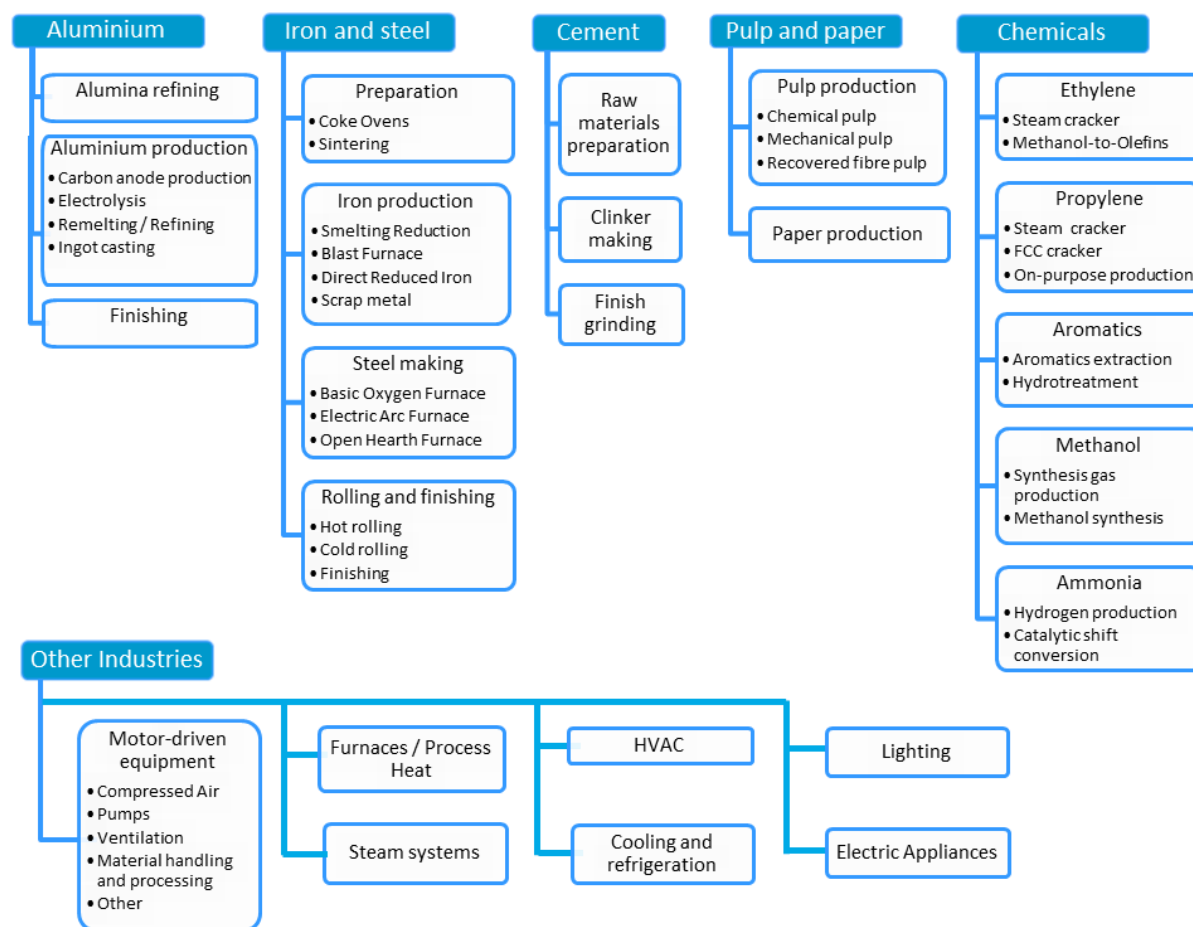 Aluminium
Alumina refining
Aluminium production
• Carbon anode production
• Electrolysis
• Remelting / Refining
• Ingot casting
Finishing
Iron and steel
Preparation
• Coke Ovens
• Sintering
Iron production
• Smelting Reduction
• Blast Furnace
• Direct Reduced Iron
• Scrap metal
Steel making
• Basic Oxygen Furnace
• Electric Arc Furnace
• Open Hearth Furnace
Rolling and finishing
• Hot rolling
• Cold rolling
• Finishing
Cement
Raw
materials
preparation
Clinker
making
Finish
grinding
Pulp and paper
Pulp production
• Chemical pulp
• Mechanical pulp
• Recovered fibre pulp
Paper production
Chemicals
Ethylene
• Steam cracker
• Methanol-to-Olefins
Propylene
• Steam cracker
• FCC cracker
• On-purpose production
Aromatics
• Aromatics extraction
• Hydrotreatment
Methanol
• Synthesis gas
production
• Methanol synthesis
Ammonia
• Hydrogen production
• Catalytic shift
conversion
Other Industries
Motor-driven
equipment
• Compressed Air
• Pumps
• Ventilation
• Material handling
and processing
• Other
Furnaces / Process
Heat
Steam systems
HVAC
Cooling and
refrigeration
Lighting
Electric Appliances